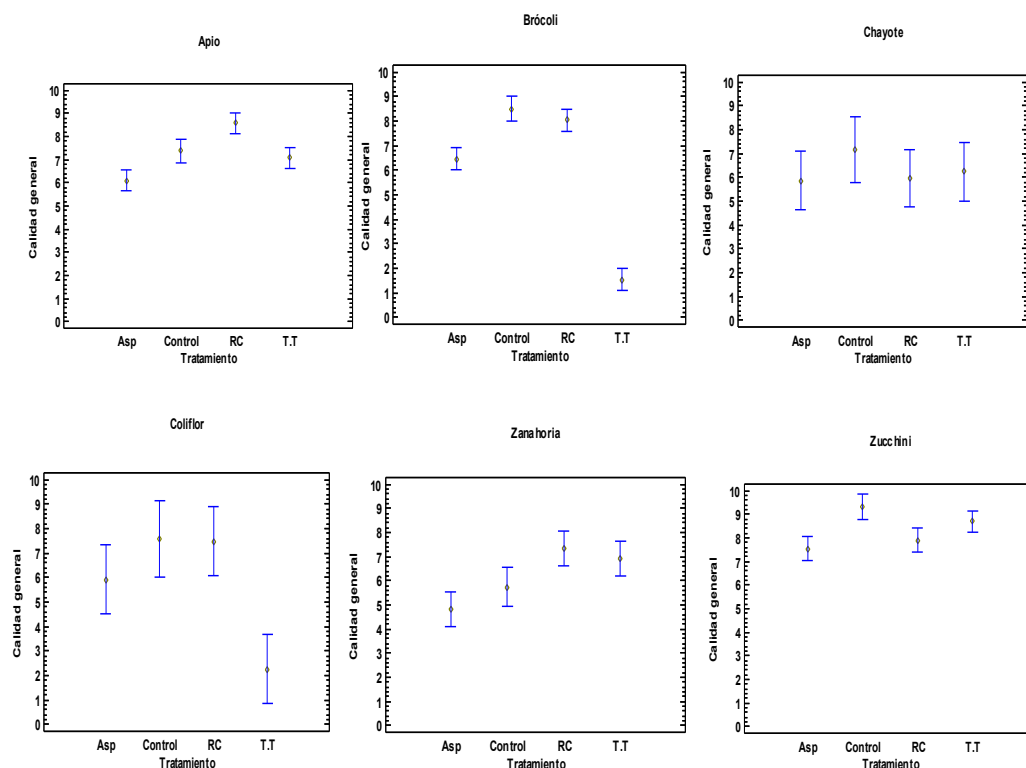 Apio
Calidad general
10
9
8
7
6
5
4
3
2
1
0
Asp Control RC T.T
Tratamiento
Brócoli
Calidad general
10
9
8
7
6
5
4
3
2
1
0
Asp Control RC T.T
Tratamiento
Chayote
Calidad general
10
9
8
7
6
5
4
3
2
1
0
Asp Control RC T.T
Tratamiento
Coliflor
Calidad general
10
9
8
7
6
5
4
3
2
1
0
Asp Control RC T.T
Tratamiento
Zanahoria
Calidad general
10
9
8
7
6
5
4
3
2
1
0
Asp Control RC T.T
Tratamiento
Zucchini
Calidad general
10
9
8
7
6
5
4
3
2
1
0
Asp Control RC T.T
Tratamiento